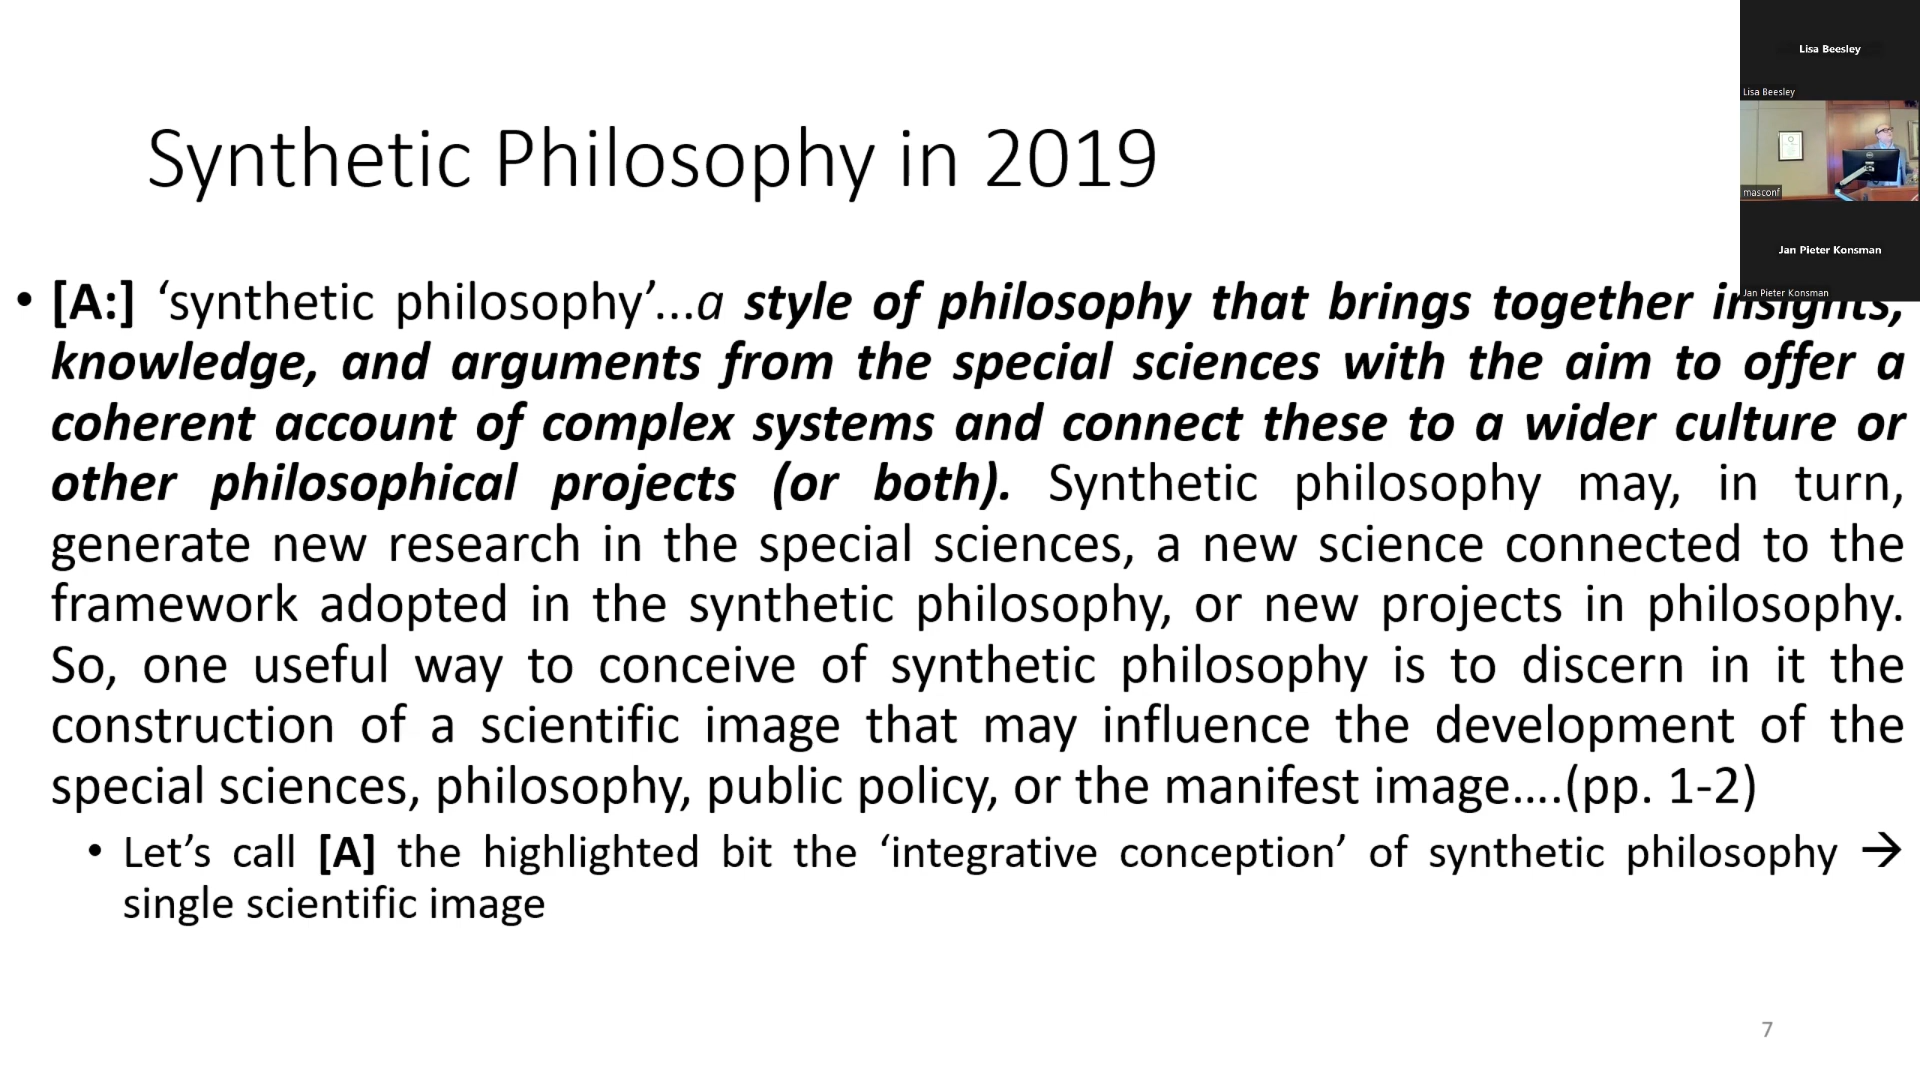 Synthetic Philosophy in 2019
• [A:] ‘synthetic philosophy’...a style of philosophy that brings together insights,
knowledge, and arguments from the special sciences with the aim to offer a
coherent account of complex systems and connect these to a wider culture or
other philosophical projects (or both). Synthetic philosophy may, in turn,
generate new research in the special sciences, a new science connected to the
framework adopted in the synthetic philosophy, or new projects in philosophy.
So, one useful way to conceive of synthetic philosophy is to discern in it the
construction of a scientific image that may influence the development of the
special sciences, philosophy, public policy, or the manifest image….(pp. 1-2)
• Let’s call [A] the highlighted bit the ‘integrative conception’ of synthetic philosophy →
single scientific image
7
Lisa Beesley
Lisa Beesley
masconf
Jan Pieter Konsman
Jan Pieter Konsman